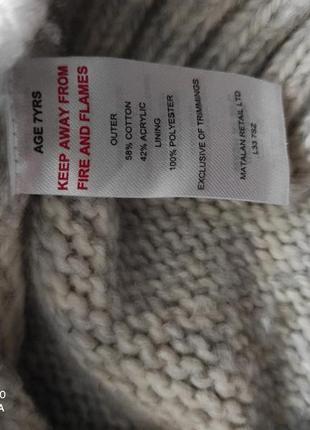 AGE 7YRS
KEEP AWAY FROM
FIRE AND FLAMES
OUTER
58% COTTON
42% ACRYLIC
LINING
100% POLYESTER
EXCLUSIVE OF TRIMMINGS
MATALAN RETAIL LTD
L33 7SZ